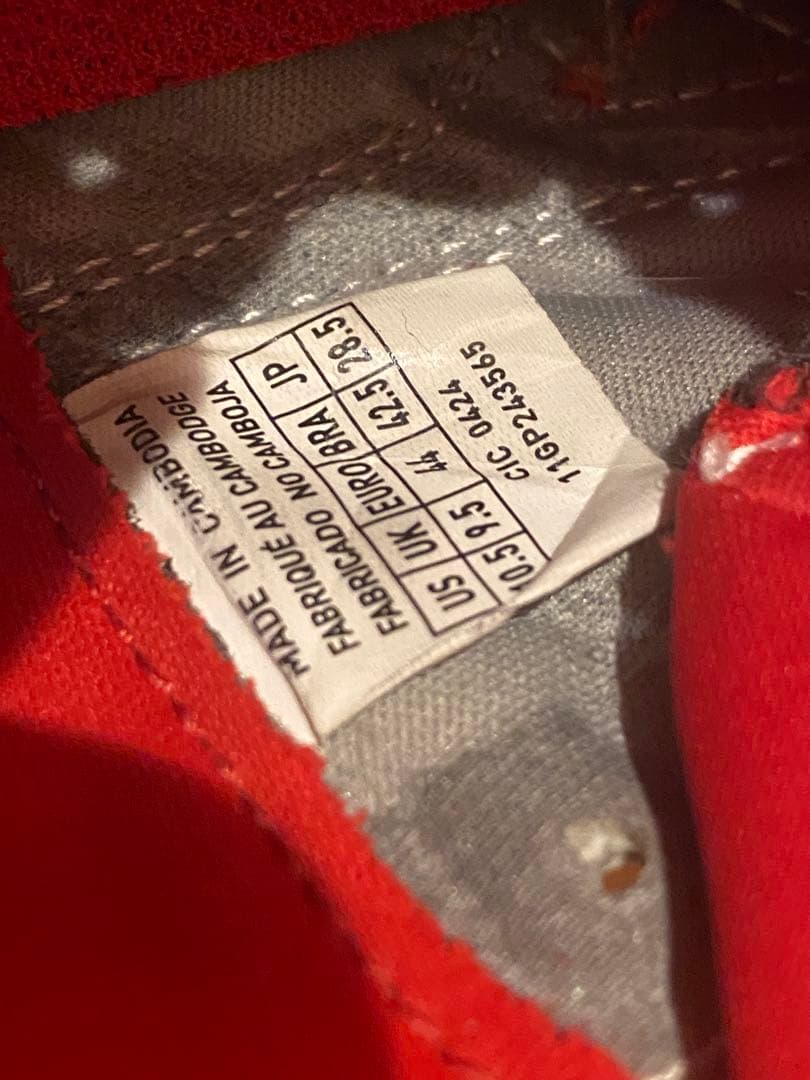 MADE IN CAMBODIA
FABRIQUÉ AU CAMBODGE
FABRICADO NO CAMBOJA
US UK EURO BRA JP
10.5 9.5 44 42.5 28.5
CIC 0424
11GP243565